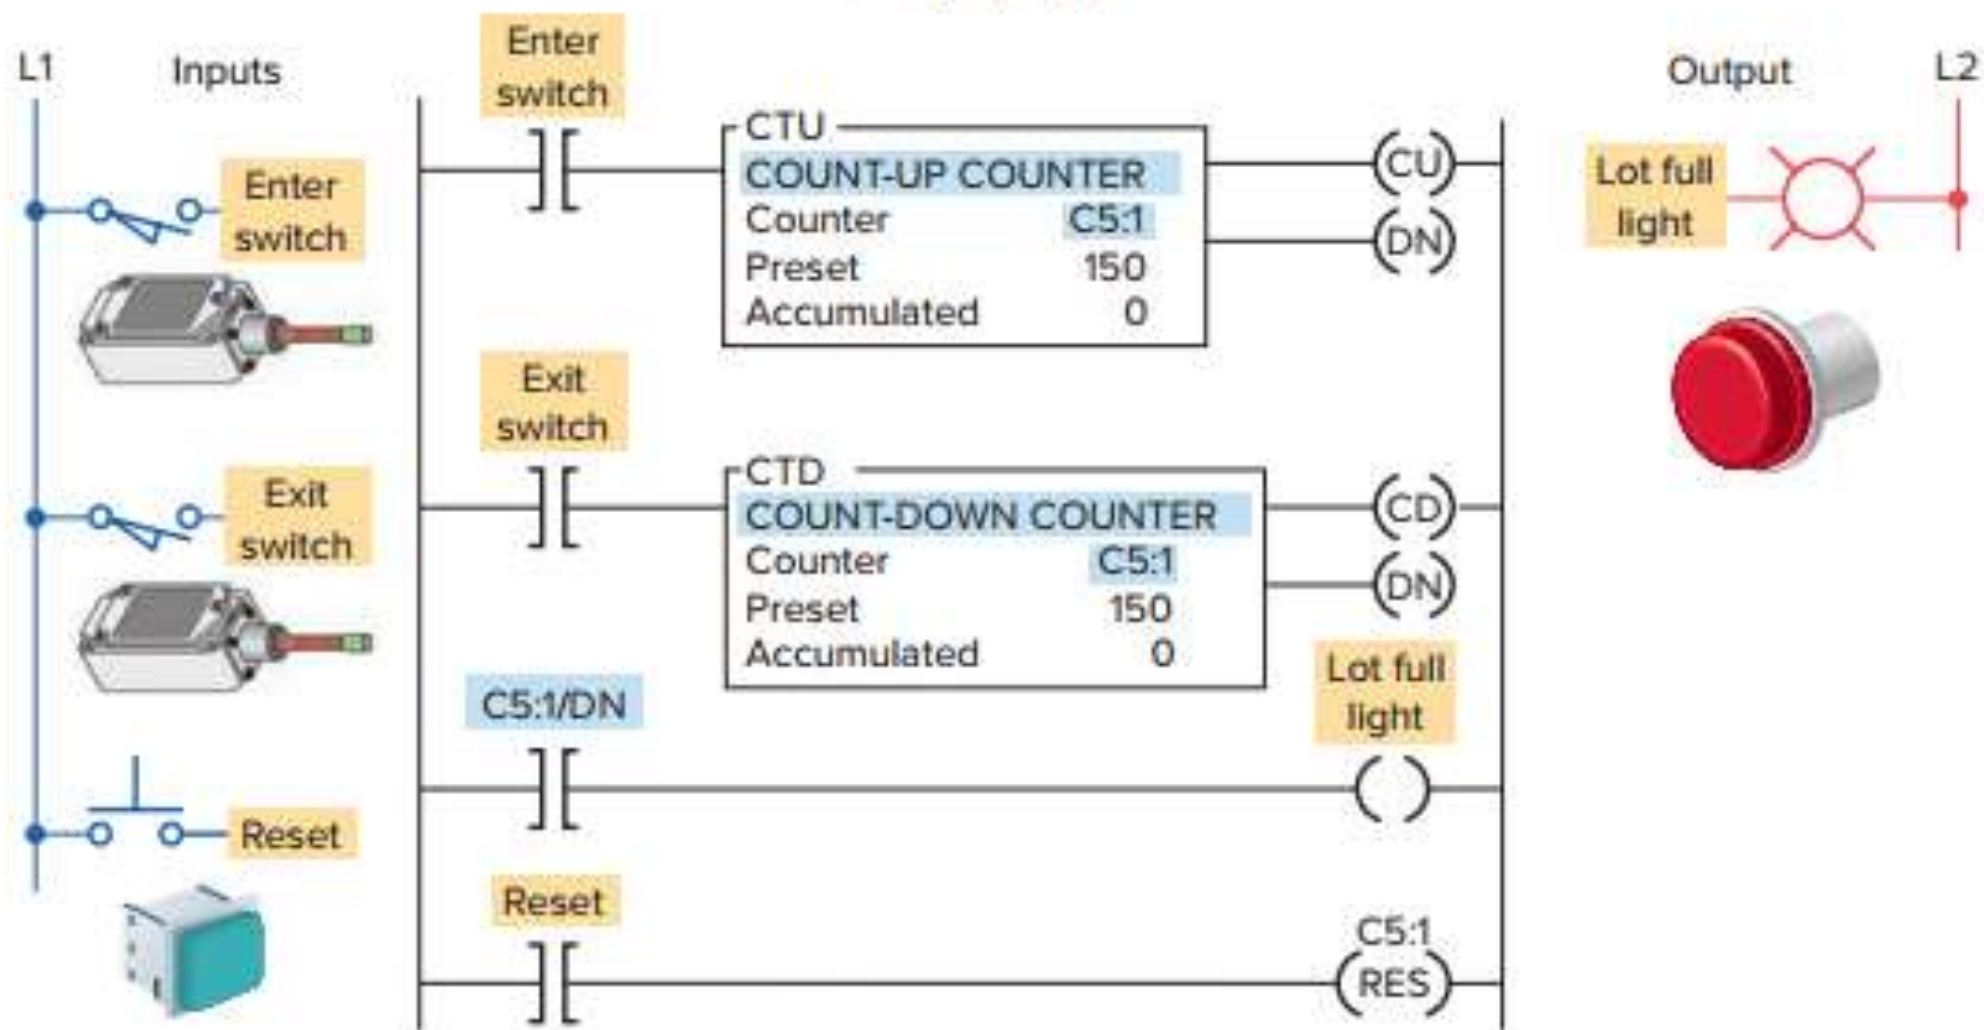 L1
Inputs
Enter
switch
Exit
switch
Reset
Enter
switch
CTU
COUNT-UP COUNTER
Counter C5:1
Preset 150
Accumulated 0
CU
DN
Exit
switch
CTD
COUNT-DOWN COUNTER
Counter C5:1
Preset 150
Accumulated 0
CD
DN
C5:1/DN
Lot full
light
Reset
C5:1
RES
Output
L2
Lot full
light